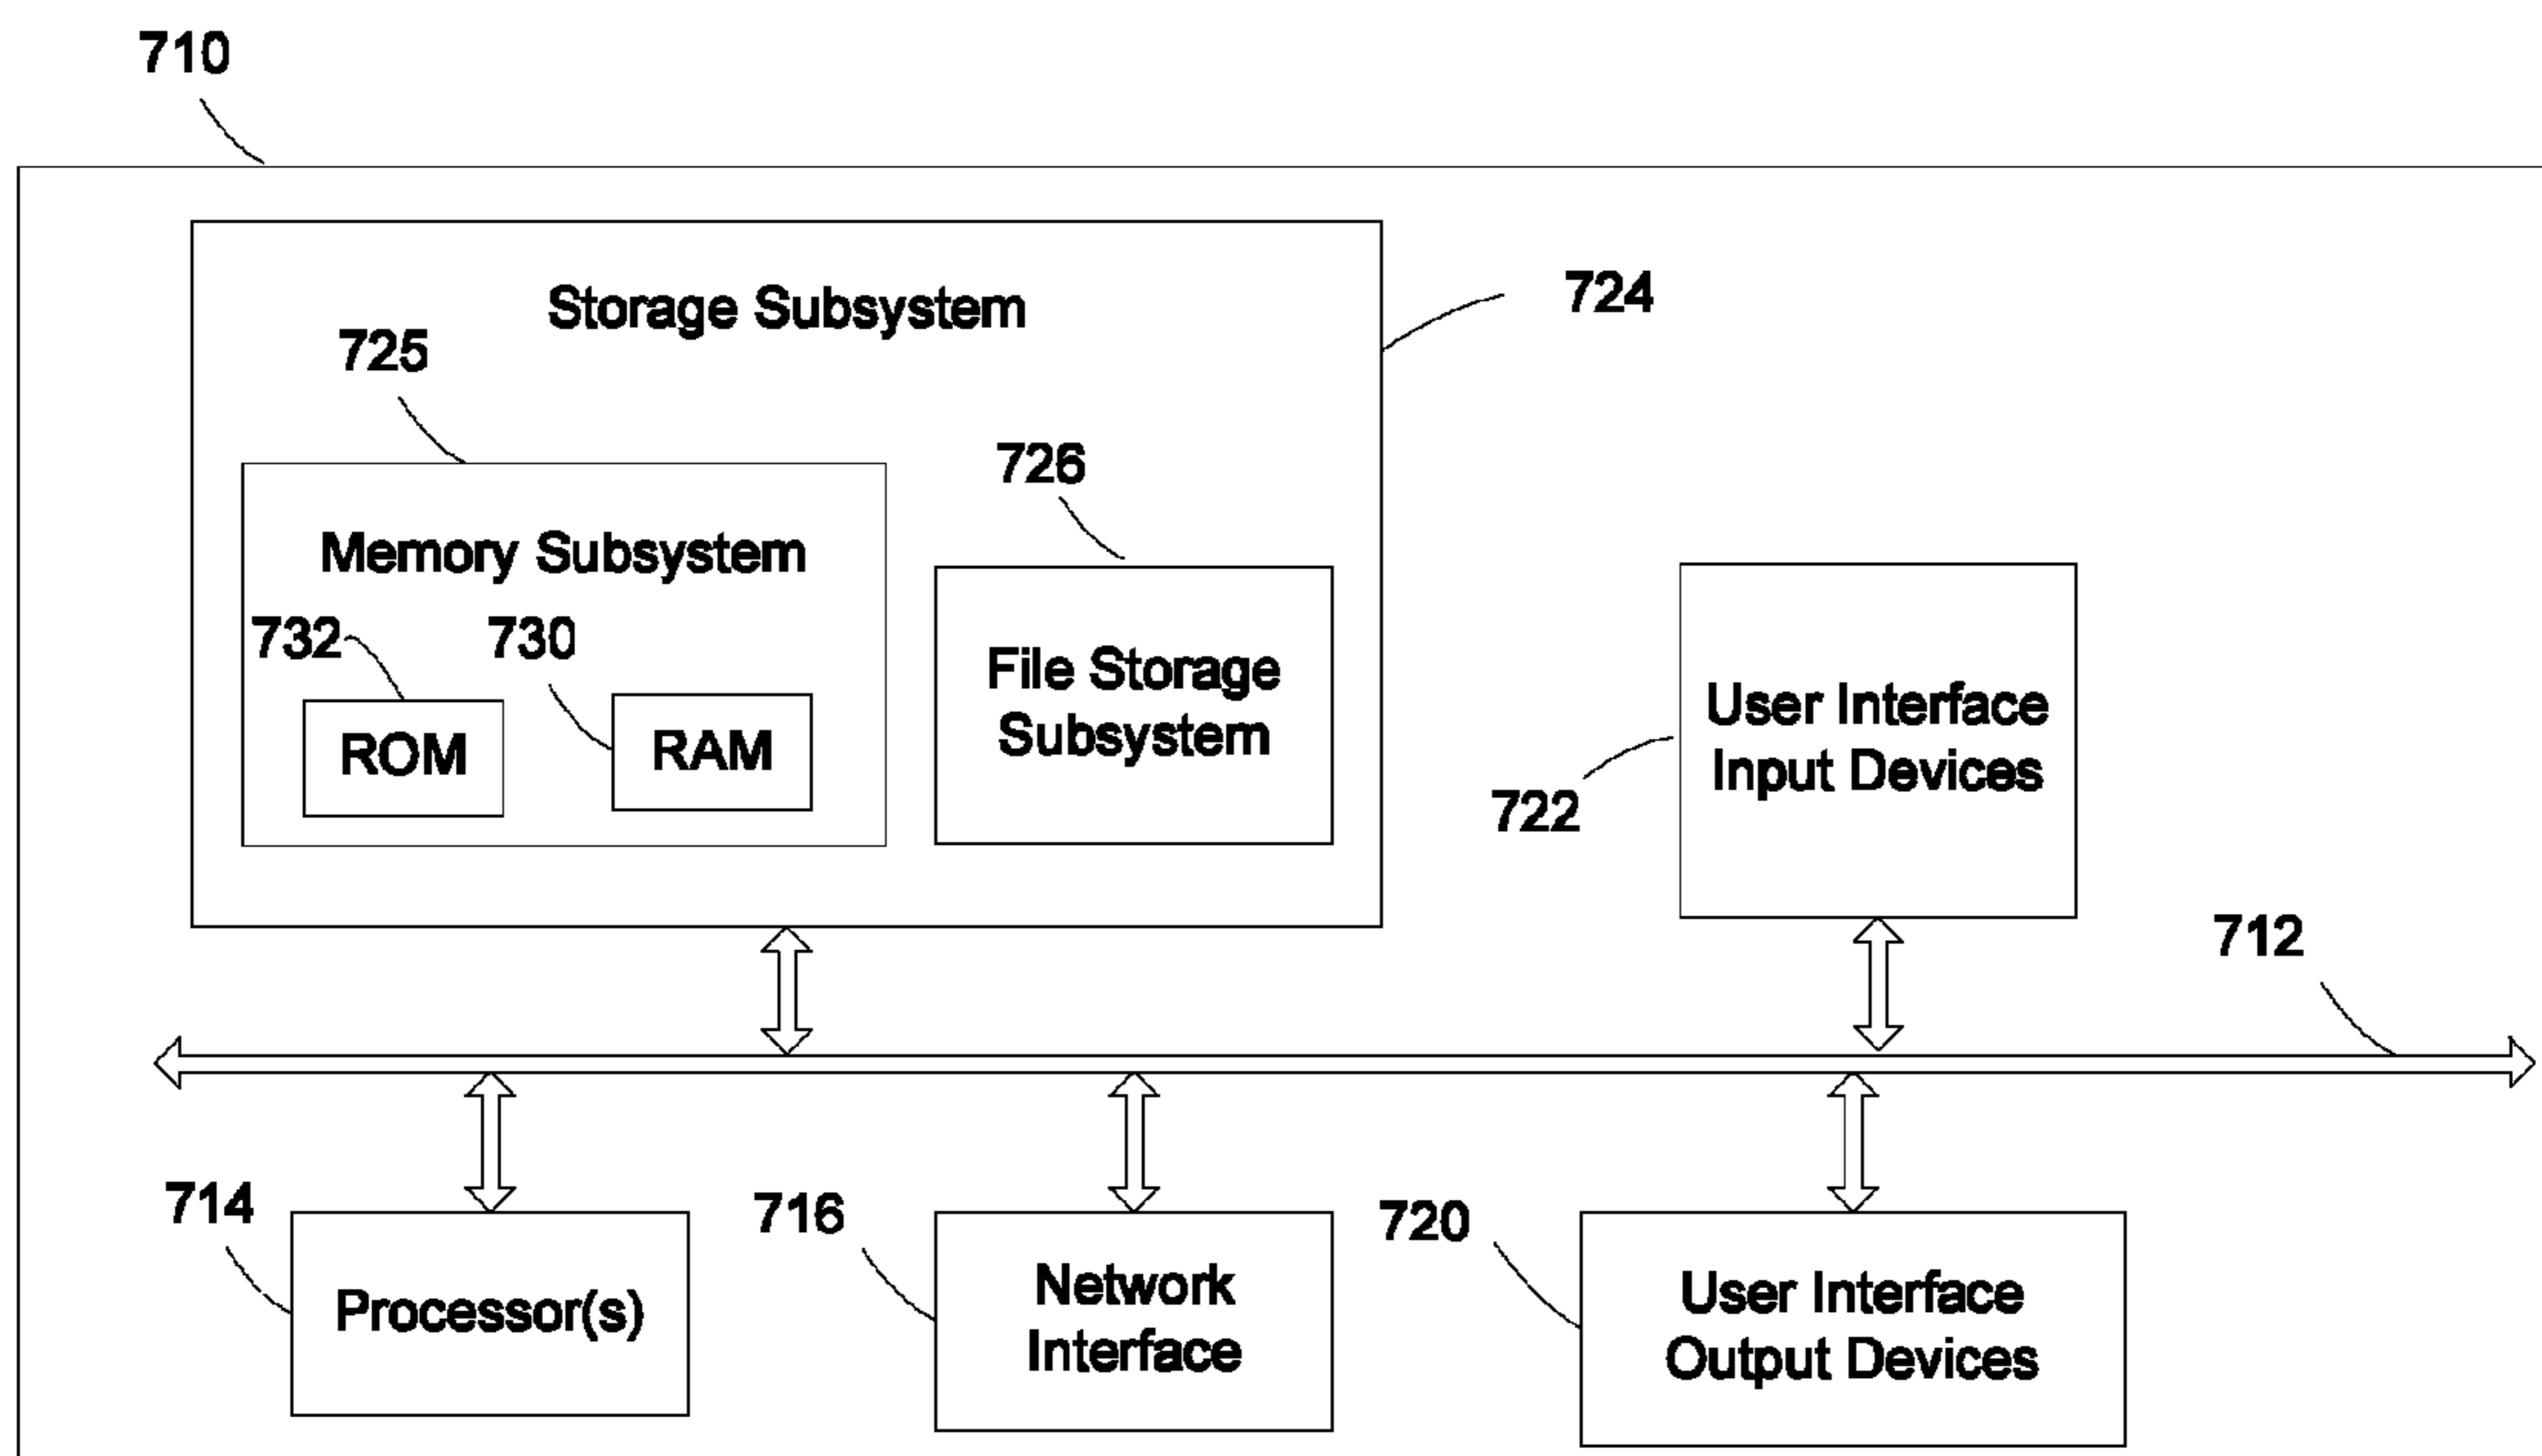 710
Storage Subsystem
724
725
726
Memory Subsystem
732
730
File Storage
Subsystem
ROM
RAM
User Interface
Input Devices
722
712
714
716
720
Processor(s)
Network
Interface
User Interface
Output Devices